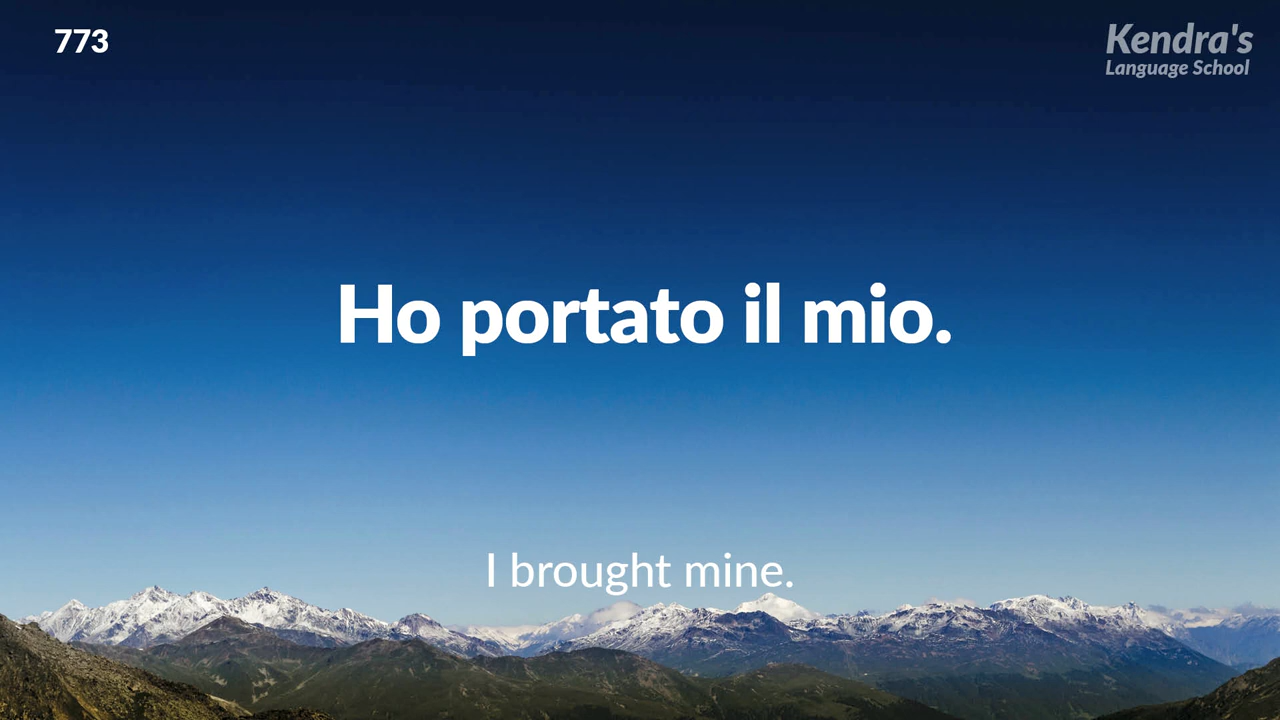 773
Kendra's
Language School
Ho portato il mio.
I brought mine.